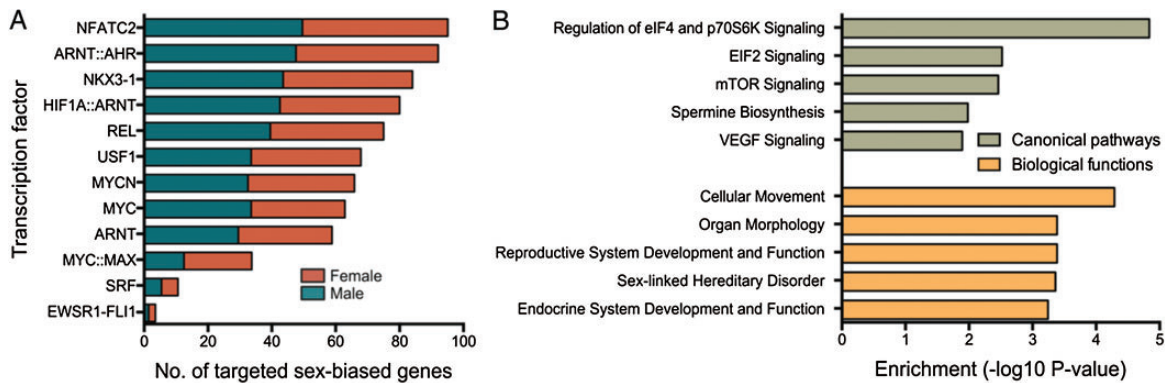 A
NFATC2
ARNT::AHR
NKX3-1
HIF1A::ARNT
REL
USF1
MYCN
MYC
ARNT
MYC::MAX
SRF
EWSR1-FLI1
Transcription factor
Female
Male
0 20 40 60 80 100
No. of targeted sex-biased genes
B
Regulation of eIF4 and p70S6K Signaling
EIF2 Signaling
mTOR Signaling
Spermine Biosynthesis
VEGF Signaling
Canonical pathways
Biological functions
Cellular Movement
Organ Morphology
Reproductive System Development and Function
Sex-linked Hereditary Disorder
Endocrine System Development and Function
0 1 2 3 4 5
Enrichment (-log10 P-value)